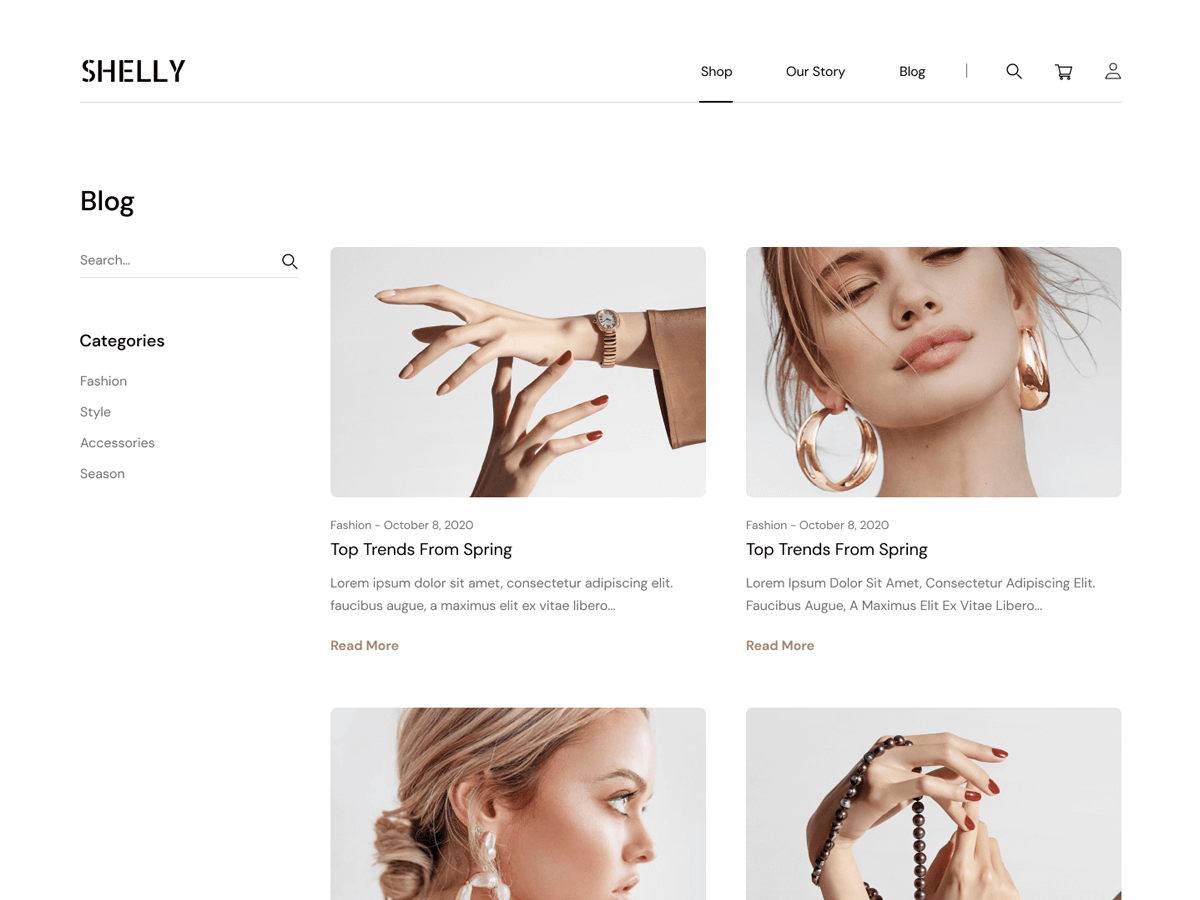 SHELLY
Shop
Our Story
Blog
Blog
Search...
Categories
Fashion
Style
Accessories
Season
Fashion - October 8, 2020
Top Trends From Spring
Lorem ipsum dolor sit amet, consectetur adipiscing elit.
faucibus augue, a maximus elit ex vitae libero...
Read More
Fashion - October 8, 2020
Top Trends From Spring
Lorem Ipsum Dolor Sit Amet, Consectetur Adipiscing Elit.
Faucibus Augue, A Maximus Elit Ex Vitae Libero...
Read More